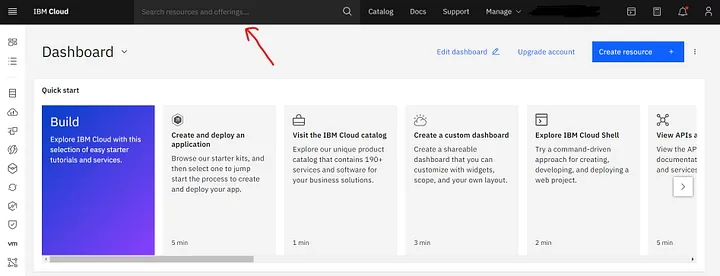 IBM Cloud
Search resources and offerings...
Catalog
Docs
Support
Manage
Dashboard
Edit dashboard
Upgrade account
Create resource +
Quick start
Build
Explore IBM Cloud with this
selection of easy starter
tutorials and services.
Create and deploy an
application
Browse our starter kits, and
then select one to jump
start the process to create
and deploy your app.
5 min
Visit the IBM Cloud catalog
Explore our unique product
catalog that contains 190+
services and software for
your business solutions.
1 min
Create a custom dashboard
Create a shareable
dashboard that you can
customize with widgets,
scope, and your own layout.
3 min
Explore IBM Cloud Shell
Try a command-driven
approach for creating,
developing, and deploying a
web project.
2 min
View APIs a
View the AP
documentat
and services
5 min
vm